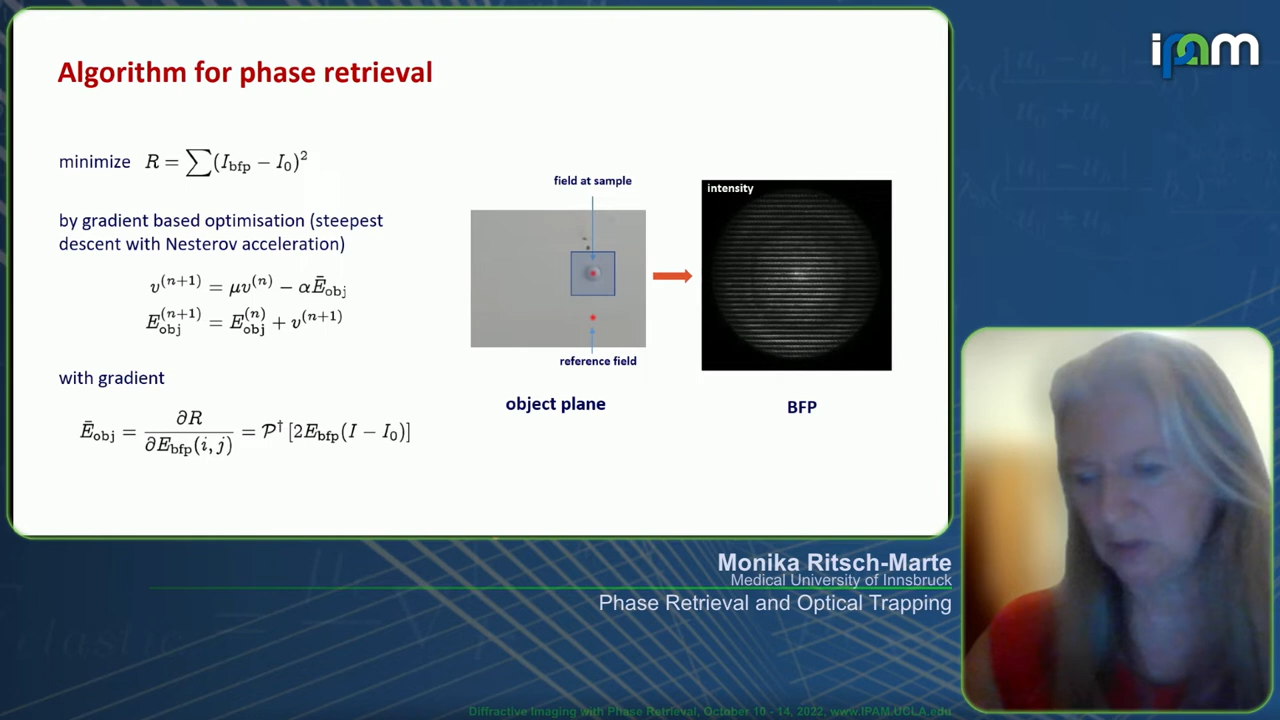 Algorithm for phase retrieval
minimize R = ∑(I_bfp − I_0)^2
by gradient based optimisation (steepest
descent with Nesterov acceleration)
v^(n+1) = μv^(n) − αĒ_obj
E_obj^(n+1) = E_obj^(n) + v^(n+1)
with gradient
Ē_obj = ∂R / ∂E_bfp(i, j) = 𝒫^† [2E_bfp(I − I_0)]
field at sample
reference field
object plane
intensity
BFP
ipam
Monika Ritsch-Marte
Medical University of Innsbruck
Phase Retrieval and Optical Trapping
Diffractive Imaging with Phase Retrieval, October 10 - 14, 2022, www.IPAM.UCLA.edu